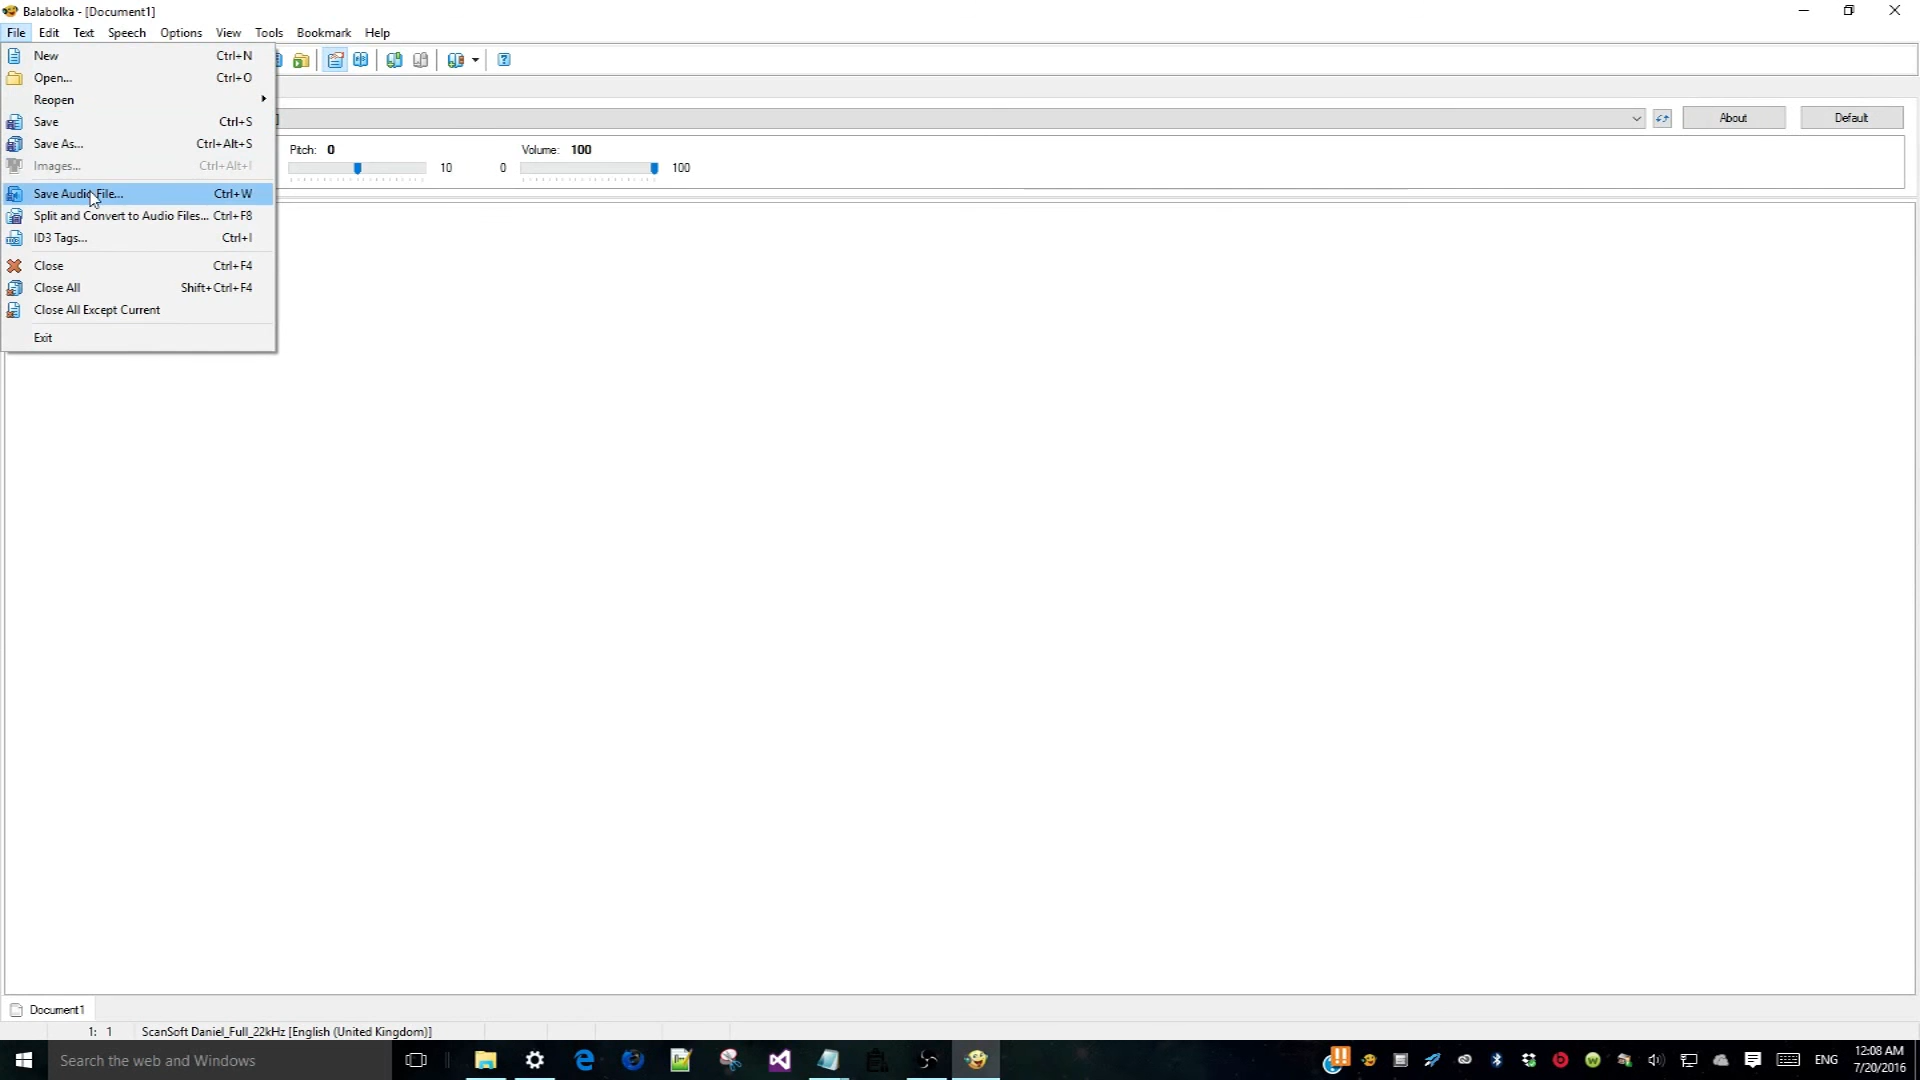 Balabolka - [Document1]
File Edit Text Speech Options View Tools Bookmark Help
New Ctrl+N
Open... Ctrl+O
Reopen
Save Ctrl+S
Save As... Ctrl+Alt+S
Images... Ctrl+Alt+I
Save Audio File... Ctrl+W
Split and Convert to Audio Files... Ctrl+F8
ID3 Tags... Ctrl+I
Close Ctrl+F4
Close All Shift+Ctrl+F4
Close All Except Current
Exit
About Default
Pitch: 0 Volume: 100
10 0 100
Document1
1: 1 ScanSoft Daniel_Full_22kHz [English (United Kingdom)]
Search the web and Windows
ENG
12:08 AM
7/20/2016